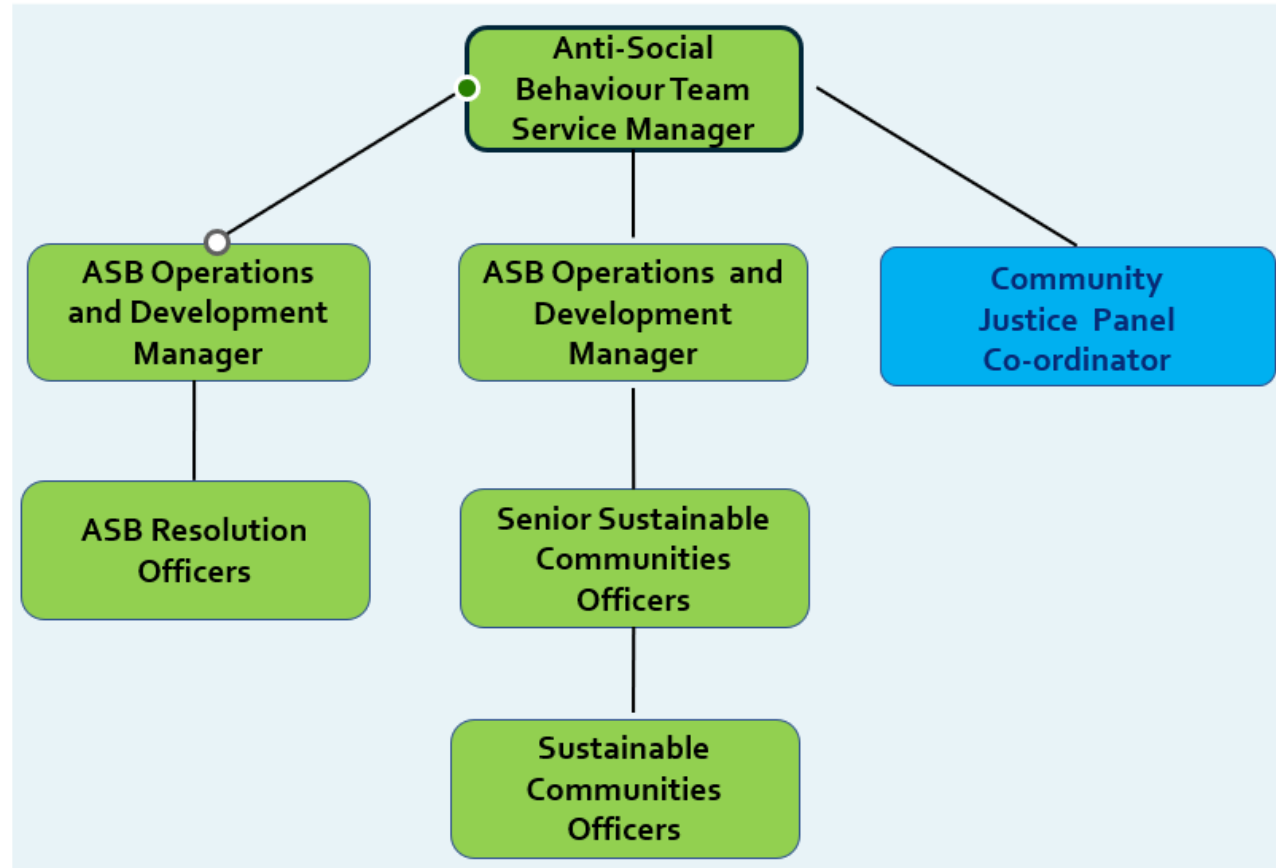 Anti-Social
Behaviour Team
Service Manager
ASB Operations
and Development
Manager
ASB Operations and
Development
Manager
Community
Justice Panel
Co-ordinator
ASB Resolution
Officers
Senior Sustainable
Communities
Officers
Sustainable
Communities
Officers